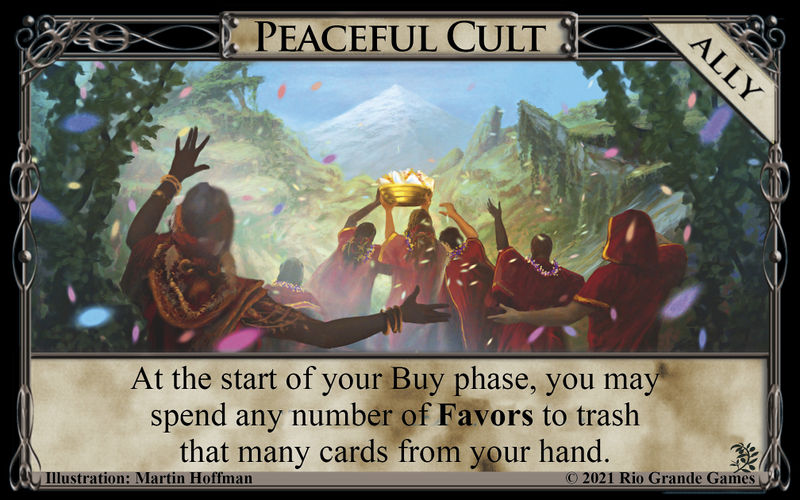 Peaceful Cult
ALLY
At the start of your Buy phase, you may
spend any number of Favors to trash
that many cards from your hand.
Illustration: Martin Hoffman
© 2021 Rio Grande Games